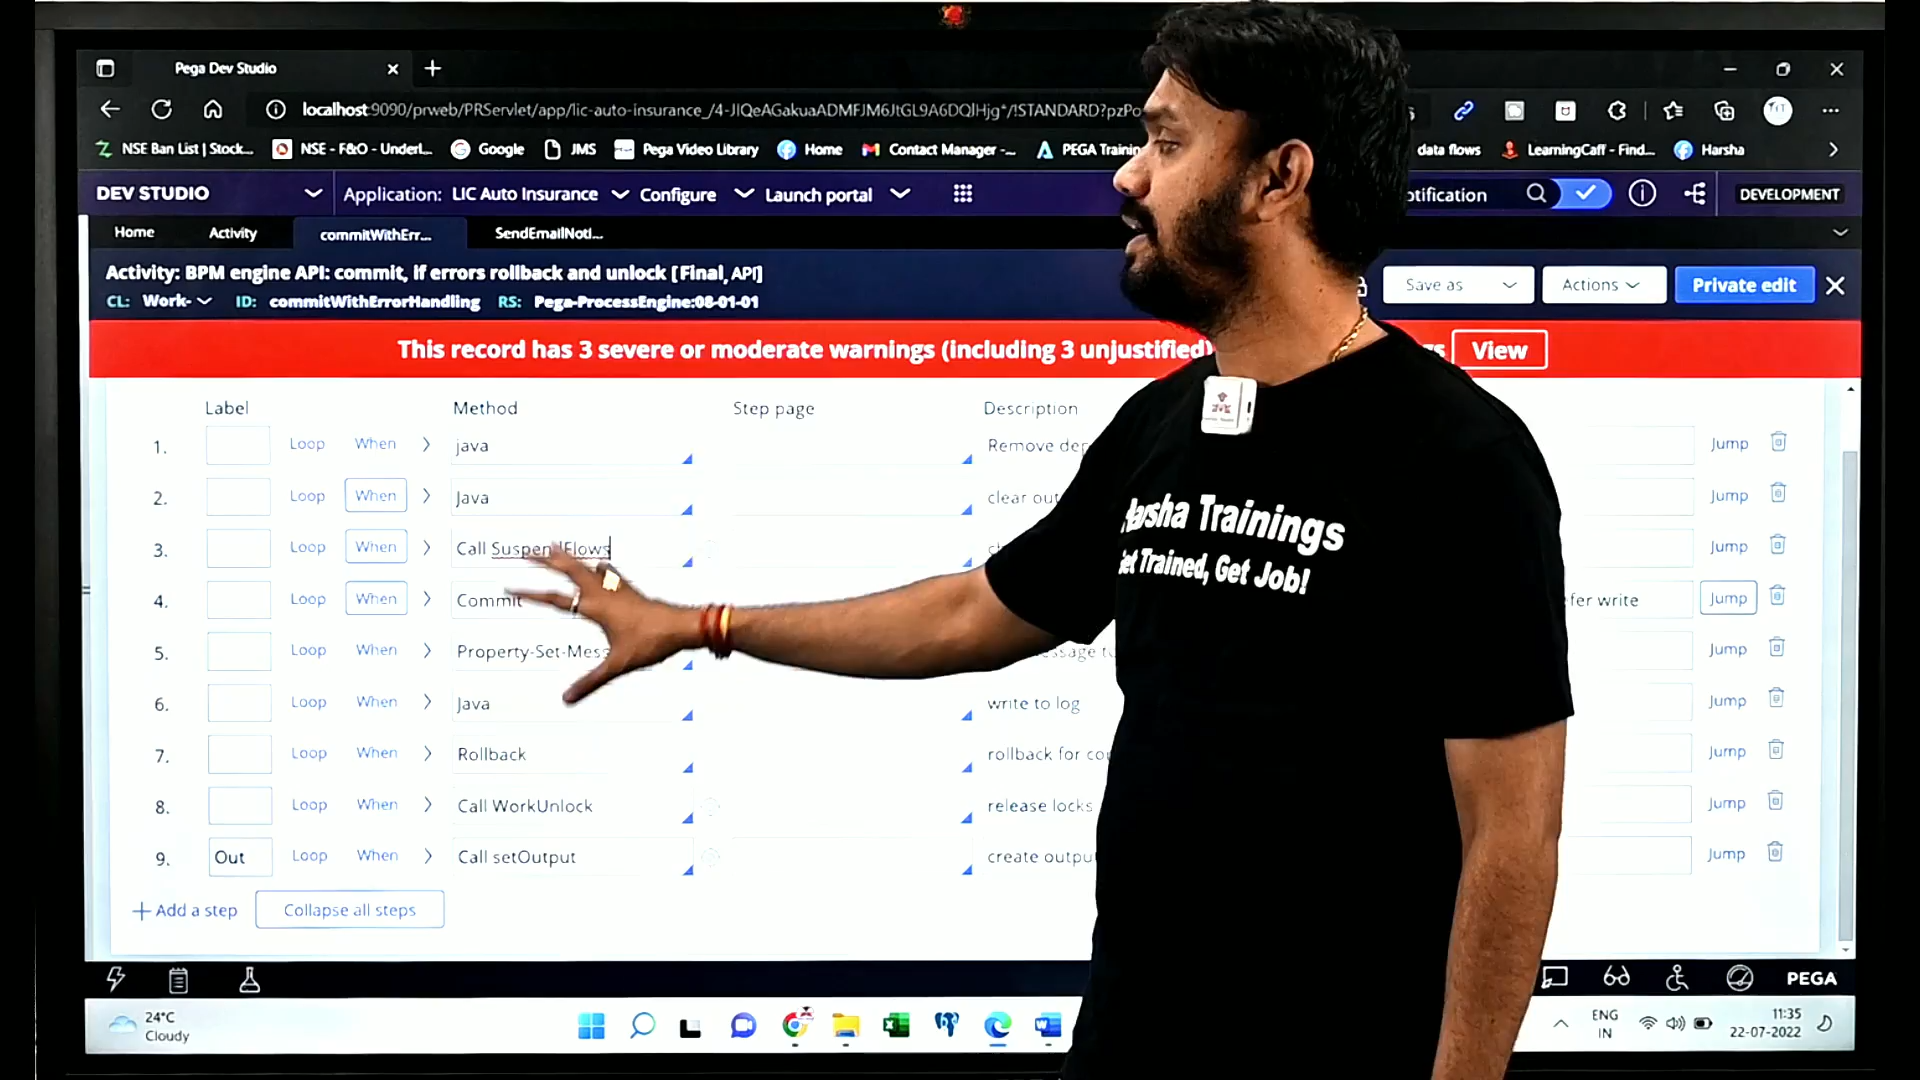 Pega Dev Studio
localhost:9090/prweb/PRServlet/app/lic-auto-insurance_/4-JIQeAGakuaADMFJM6JtGL9A6DQlHjg*/!STANDARD?pzPo
NSE Ban List | Stock... NSE - F&O - Underl... Google JMS Pega Video Library Home Contact Manager -... PEGA Training data flows LearningCaff - Find... Harsha
DEV STUDIO Application: LIC Auto Insurance Configure Launch portal otification DEVELOPMENT
Home Activity commitWithErr... SendEmailNoti...
Activity: BPM engine API: commit, if errors rollback and unlock [Final, API]
CL: Work- ID: commitWithErrorHandling RS: Pega-ProcessEngine:08-01-01
Save as Actions Private edit
This record has 3 severe or moderate warnings (including 3 unjustified) View
Label Method Step page Description
1. Loop When java Remove dep Jump
2. Loop When Java clear out Jump
3. Loop When Call SuspendFlows Jump
4. Loop When Commit fer write Jump
5. Loop When Property-Set-Mess message to Jump
6. Loop When Java write to log Jump
7. Loop When Rollback rollback for co Jump
8. Loop When Call WorkUnlock release locks Jump
9. Out Loop When Call setOutput create outpu Jump
Add a step Collapse all steps
PEGA
24°C
Cloudy
ENG
IN
11:35
22-07-2022
Harsha Trainings
Get Trained, Get Job!